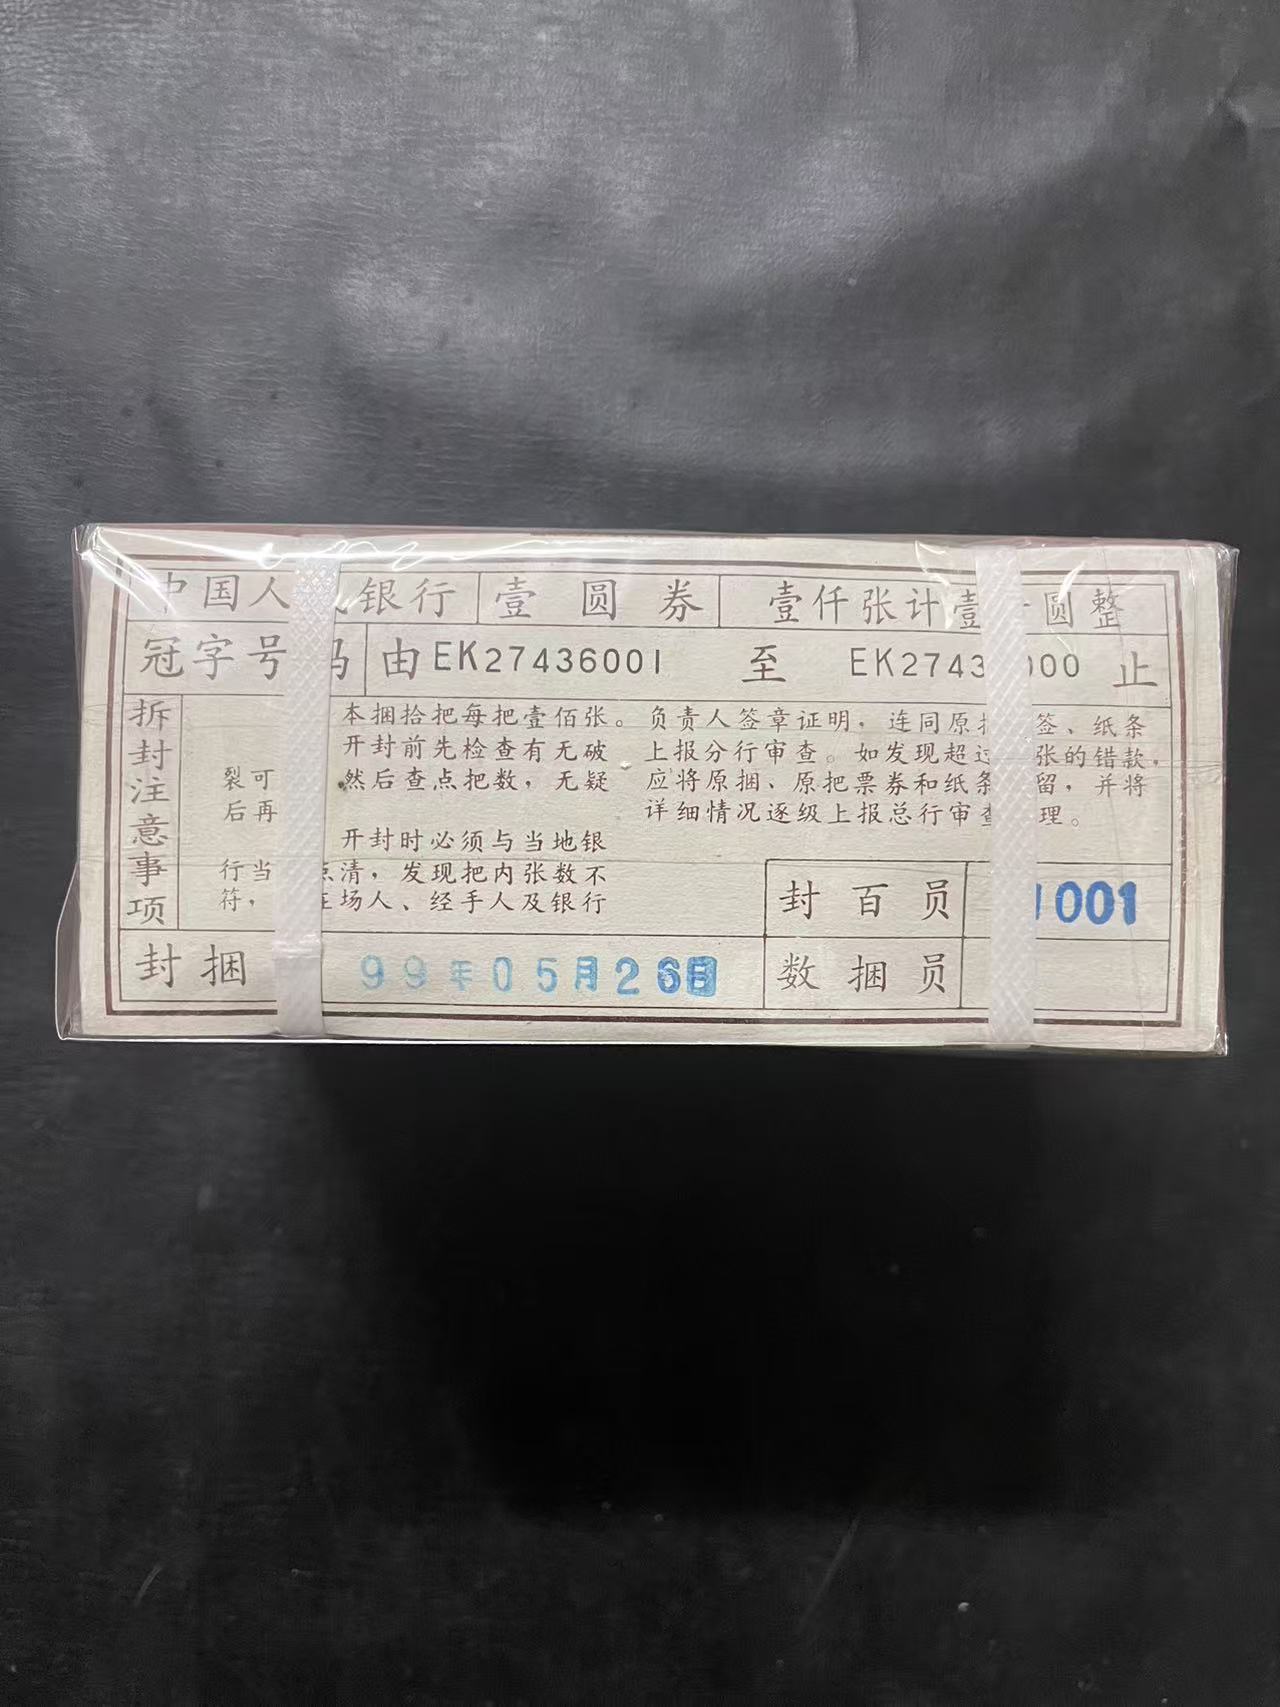 中国人 银行 壹圆券 壹仟张计壹 圆整
冠字号码 由EK27436001 至 EK2743 000 止
拆封注意事项
本捆拾把每把壹佰张。
开封前先检查有无破
裂可 然后查点把数，无疑
后再
开封时必须与当地银
行当 点清，发现把内张数不
符， 在场人、经手人及银行
负责人签章证明，连同原 签、纸条
上报分行审查。如发现超过 张的错款，
应将原捆、原把票券和纸条 留，并将
详细情况逐级上报总行审查 理。
封百员 1001
封捆 99年05月26日
数捆员